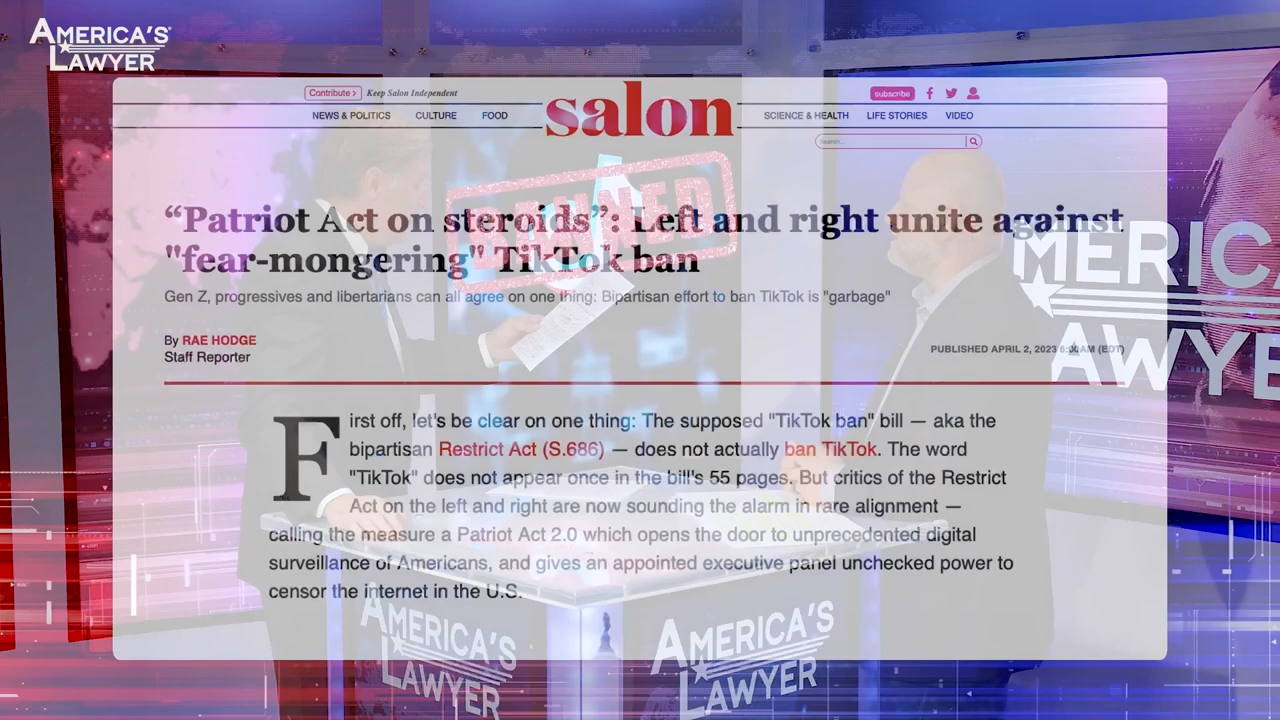 AMERICA'S
LAWYER
Contribute >
Keep Salon Independent
subscribe
NEWS & POLITICS
CULTURE
FOOD
salon
SCIENCE & HEALTH
LIFE STORIES
VIDEO
Search...
BANNED
“Patriot Act on steroids”: Left and right unite against
"fear-mongering" TikTok ban
Gen Z, progressives and libertarians can all agree on one thing: Bipartisan effort to ban TikTok is "garbage"
By RAE HODGE
Staff Reporter
PUBLISHED APRIL 2, 2023 6:00AM (EDT)
First off, let's be clear on one thing: The supposed "TikTok ban" bill — aka the
bipartisan Restrict Act (S.686) — does not actually ban TikTok. The word
"TikTok" does not appear once in the bill's 55 pages. But critics of the Restrict
Act on the left and right are now sounding the alarm in rare alignment —
calling the measure a Patriot Act 2.0 which opens the door to unprecedented digital
surveillance of Americans, and gives an appointed executive panel unchecked power to
censor the internet in the U.S.
MERICA
AWYE
AMERICA'S
LAWYER
AMERICA'S
LAWYER